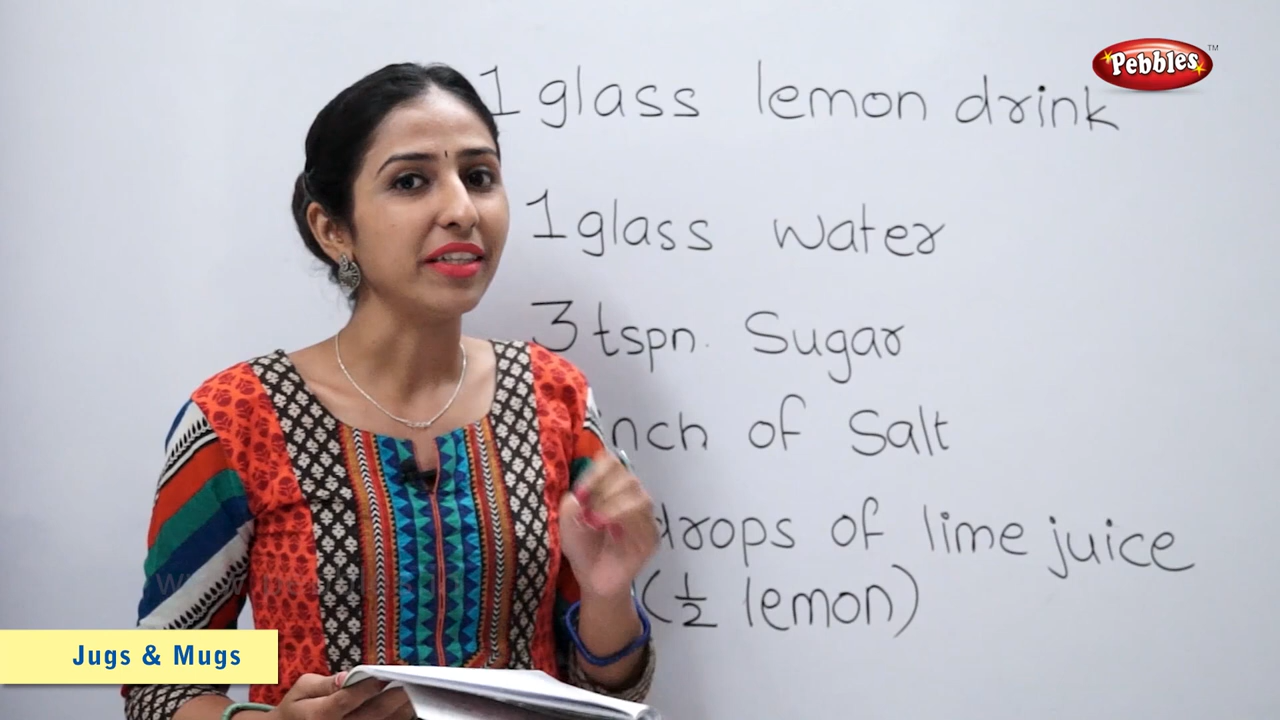 Pebbles TM
1 glass lemon drink
1 glass water
3 tspn. Sugar
of Salt
drops of lime juice
(1/2 lemon)
Jugs & Mugs